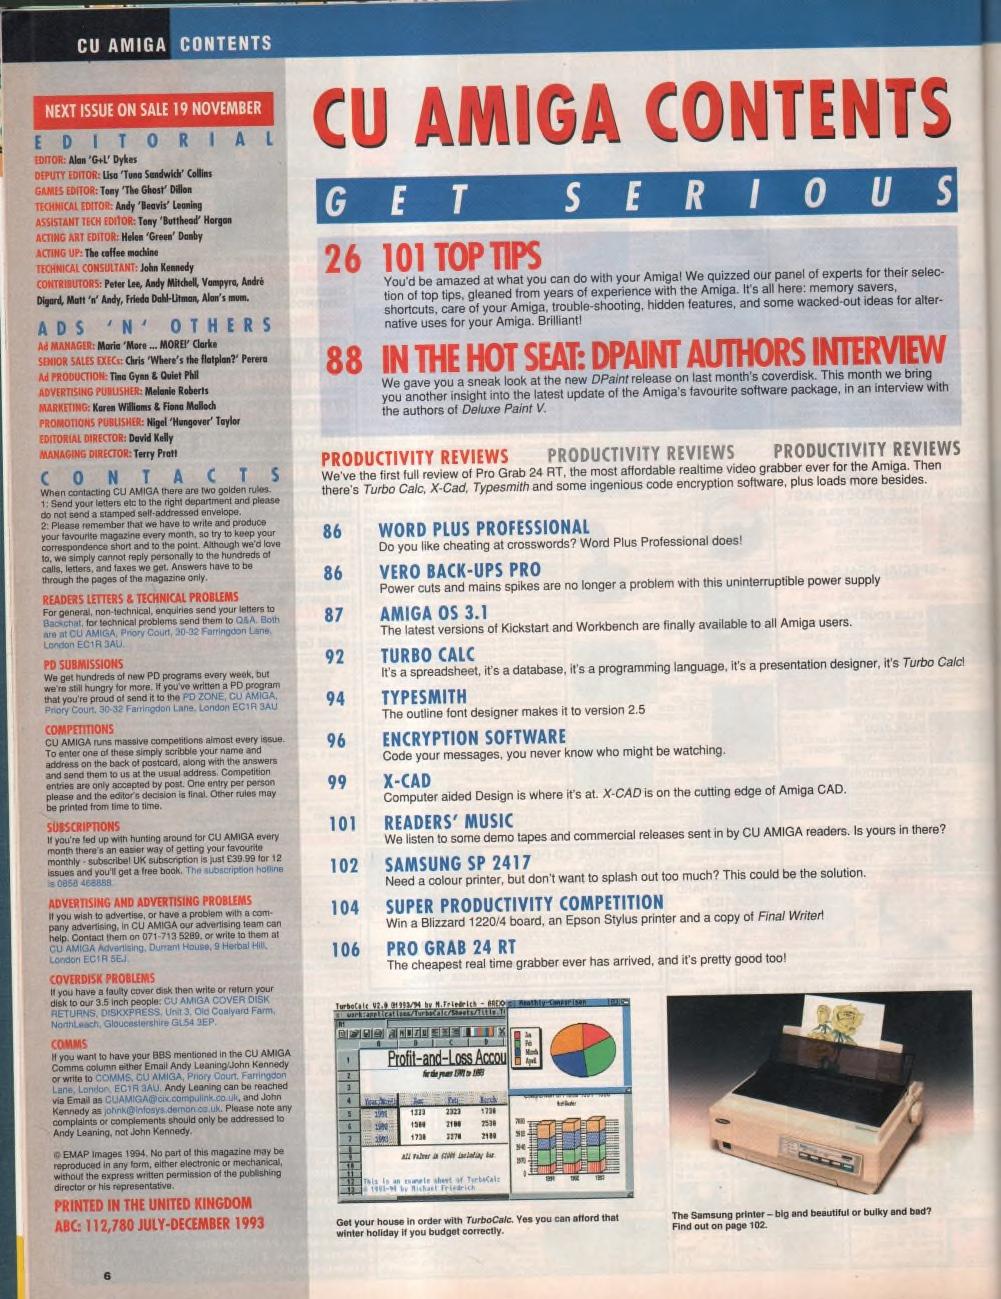 CU AMIGA CONTENTS
NEXT ISSUE ON SALE 19 NOVEMBER
EDITORIAL
EDITOR: Alan 'G+L' Dykes
DEPUTY EDITOR: Lisa 'Tuna Sandwich' Collins
GAMES EDITOR: Tony 'The Ghost' Dillon
TECHNICAL EDITOR: Andy 'Beavis' Leaning
ASSISTANT TECH EDITOR: Tony 'Butthead' Horgan
ACTING ART EDITOR: Helen 'Green' Danby
ACTING UP: The coffee machine
TECHNICAL CONSULTANT: John Kennedy
CONTRIBUTORS: Peter Lee, Andy Mitchell, Vampyra, André
Digard, Matt 'n' Andy, Frieda Dahl-Litman, Alan's mum.
ADS 'N' OTHERS
Ad MANAGER: Maria 'More ... MORE!' Clarke
SENIOR SALES EXECs: Chris 'Where's the flatplan?' Perera
Ad PRODUCTION: Tina Gynn & Quiet Phil
ADVERTISING PUBLISHER: Melanie Roberts
MARKETING: Karen Williams & Fiona Malloch
PROMOTIONS PUBLISHER: Nigel 'Hungover' Taylor
EDITORIAL DIRECTOR: David Kelly
MANAGING DIRECTOR: Terry Pratt
CONTACTS
When contacting CU AMIGA there are two golden rules.
1: Send your letters etc to the right department and please
do not send a stamped self-addressed envelope.
2: Please remember that we have to write and produce
your favourite magazine every month, so try to keep your
correspondence short and to the point. Although we'd love
to, we simply cannot reply personally to the hundreds of
calls, letters, and faxes we get. Answers have to be
through the pages of the magazine only.
READERS LETTERS & TECHNICAL PROBLEMS
For general, non-technical, enquiries send your letters to
Backchat, for technical problems send them to Q&A. Both
are at CU AMIGA, Priory Court, 30-32 Farringdon Lane,
London EC1R 3AU.
PD SUBMISSIONS
We get hundreds of new PD programs every week, but
we're still hungry for more. If you've written a PD program
that you're proud of send it to the PD ZONE, CU AMIGA,
Priory Court, 30-32 Farringdon Lane, London EC1R 3AU
COMPETITIONS
CU AMIGA runs massive competitions almost every issue.
To enter one of these simply scribble your name and
address on the back of postcard, along with the answers
and send them to us at the usual address. Competition
entries are only accepted by post. One entry per person
please and the editor's decision is final. Other rules may
be printed from time to time.
SUBSCRIPTIONS
If you're fed up with hunting around for CU AMIGA every
month there's an easier way of getting your favourite
monthly - subscribe! UK subscription is just £39.99 for 12
issues and you'll get a free book. The subscription hotline
is 0858 468888.
ADVERTISING AND ADVERTISING PROBLEMS
If you wish to advertise, or have a problem with a com-
pany advertising, in CU AMIGA our advertising team can
help. Contact them on 071-713 5289, or write to them at
CU AMIGA Advertising, Durrant House, 9 Herbal Hill,
London EC1R 5EJ.
COVERDISK PROBLEMS
If you have a faulty cover disk then write or return your
disk to our 3.5 inch people: CU AMIGA COVER DISK
RETURNS, DISKXPRESS, Unit 3, Old Coalyard Farm,
NorthLeach, Gloucestershire GL54 3EP.
COMMS
If you want to have your BBS mentioned in the CU AMIGA
Comms column either Email Andy Leaning/John Kennedy
or write to COMMS, CU AMIGA, Priory Court, Farringdon
Lane, London, EC1R 3AU. Andy Leaning can be reached
via Email as CUAMIGA@cix.compulink.co.uk, and John
Kennedy as johnk@infosys.demon.co.uk. Please note any
complaints or complements should only be addressed to
Andy Leaning, not John Kennedy.
© EMAP Images 1994. No part of this magazine may be
reproduced in any form, either electronic or mechanical,
without the express written permission of the publishing
director or his representative.
PRINTED IN THE UNITED KINGDOM
ABC: 112,780 JULY-DECEMBER 1993
6
CU AMIGA CONTENTS
GET SERIOUS
26 101 TOP TIPS
You'd be amazed at what you can do with your Amiga! We quizzed our panel of experts for their selec-
tion of top tips, gleaned from years of experience with the Amiga. It's all here: memory savers,
shortcuts, care of your Amiga, trouble-shooting, hidden features, and some wacked-out ideas for alter-
native uses for your Amiga. Brilliant!
88 IN THE HOT SEAT: DPAINT AUTHORS INTERVIEW
We gave you a sneak look at the new DPaint release on last month's coverdisk. This month we bring
you another insight into the latest update of the Amiga's favourite software package, in an interview with
the authors of Deluxe Paint V.
PRODUCTIVITY REVIEWS PRODUCTIVITY REVIEWS PRODUCTIVITY REVIEWS
We've the first full review of Pro Grab 24 RT, the most affordable realtime video grabber ever for the Amiga. Then
there's Turbo Calc, X-Cad, Typesmith and some ingenious code encryption software, plus loads more besides.
86 WORD PLUS PROFESSIONAL
Do you like cheating at crosswords? Word Plus Professional does!
86 VERO BACK-UPS PRO
Power cuts and mains spikes are no longer a problem with this uninterruptible power supply
87 AMIGA OS 3.1
The latest versions of Kickstart and Workbench are finally available to all Amiga users.
92 TURBO CALC
It's a spreadsheet, it's a database, it's a programming language, it's a presentation designer, it's Turbo Calc!
94 TYPESMITH
The outline font designer makes it to version 2.5
96 ENCRYPTION SOFTWARE
Code your messages, you never know who might be watching.
99 X-CAD
Computer aided Design is where it's at. X-CAD is on the cutting edge of Amiga CAD.
101 READERS' MUSIC
We listen to some demo tapes and commercial releases sent in by CU AMIGA readers. Is yours in there?
102 SAMSUNG SP 2417
Need a colour printer, but don't want to splash out too much? This could be the solution.
104 SUPER PRODUCTIVITY COMPETITION
Win a Blizzard 1220/4 board, an Epson Stylus printer and a copy of Final Writer!
106 PRO GRAB 24 RT
The cheapest real time grabber ever has arrived, and it's pretty good too!
TurboCalc V2.0 ©1993/94 by M.Friedrich
work:applications/TurboCalc/Sheets/Title.T
Monthly-Comparison
Jan
Feb
March
April
Profit-and-Loss Accou
for the years 1991 to 1993
Year/Month Jan Feb March
1991 1323 2323 1738
1992 1500 2100 2530
1993 1738 2370 2100
All Values in £1000 including tax
This is an example sheet of TurboCalc
© 1993-94 by Michael Friedrich
1991 1992 1993
Get your house in order with TurboCalc. Yes you can afford that
winter holiday if you budget correctly.
The Samsung printer – big and beautiful or bulky and bad?
Find out on page 102.